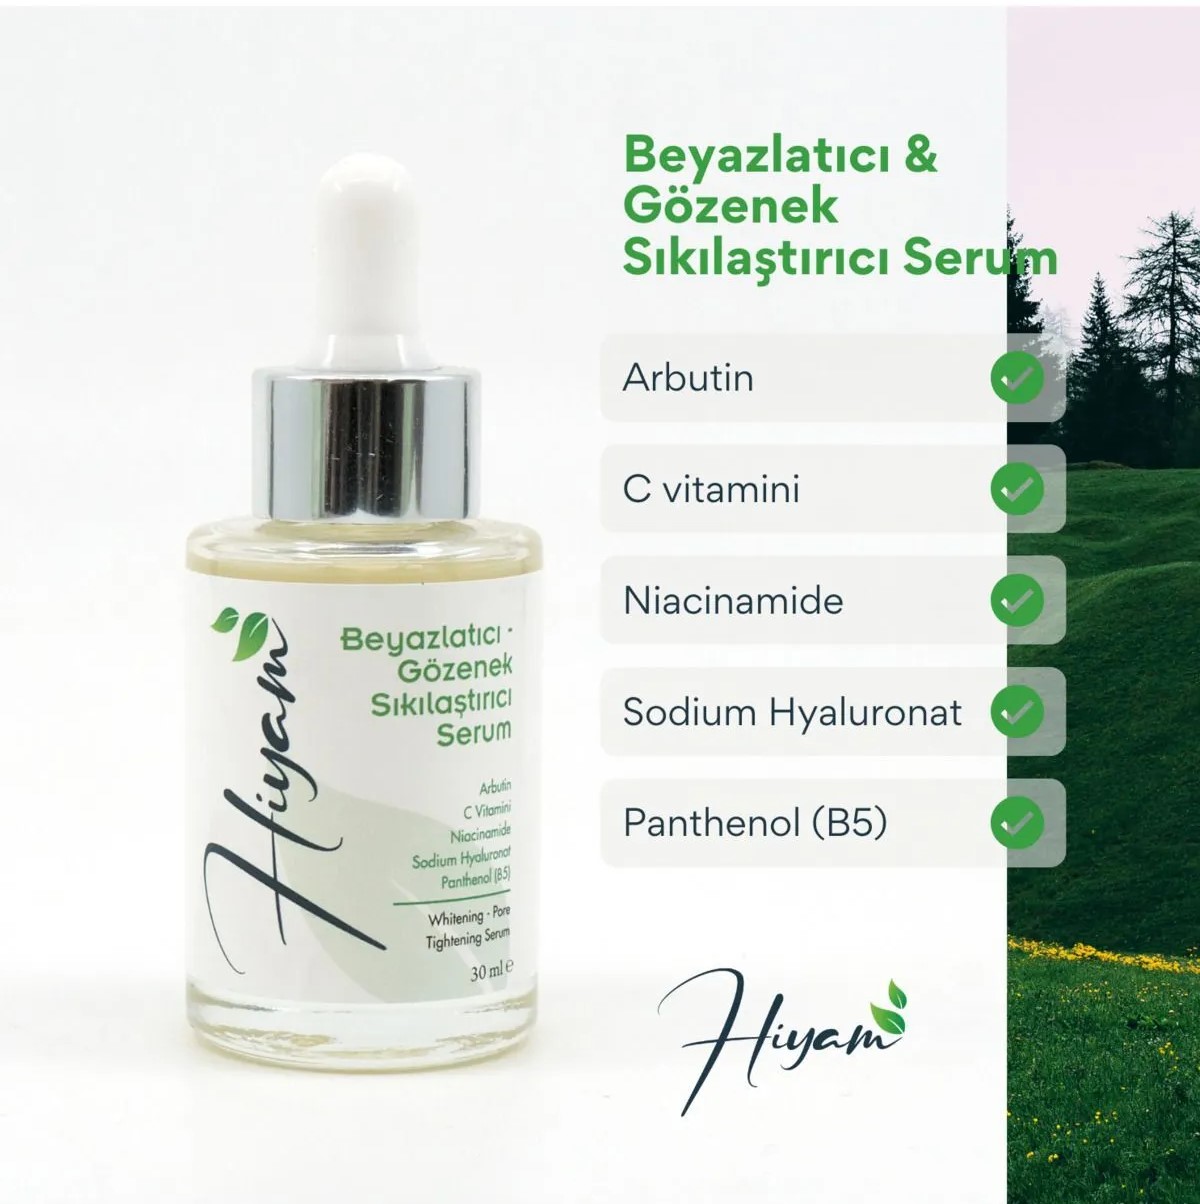 Beyazlatıcı &
Gözenek
Sıkılaştırıcı Serum
Arbutin
C vitamini
Niacinamide
Sodium Hyaluronat
Panthenol (B5)
Hiyam
Hiyam
Beyazlatıcı -
Gözenek
Sıkılaştırıcı
Serum
Arbutin
C Vitamini
Niacinamide
Sodium Hyaluronat
Panthenol (B5)
Whitening - Pore
Tightening Serum
30 ml e